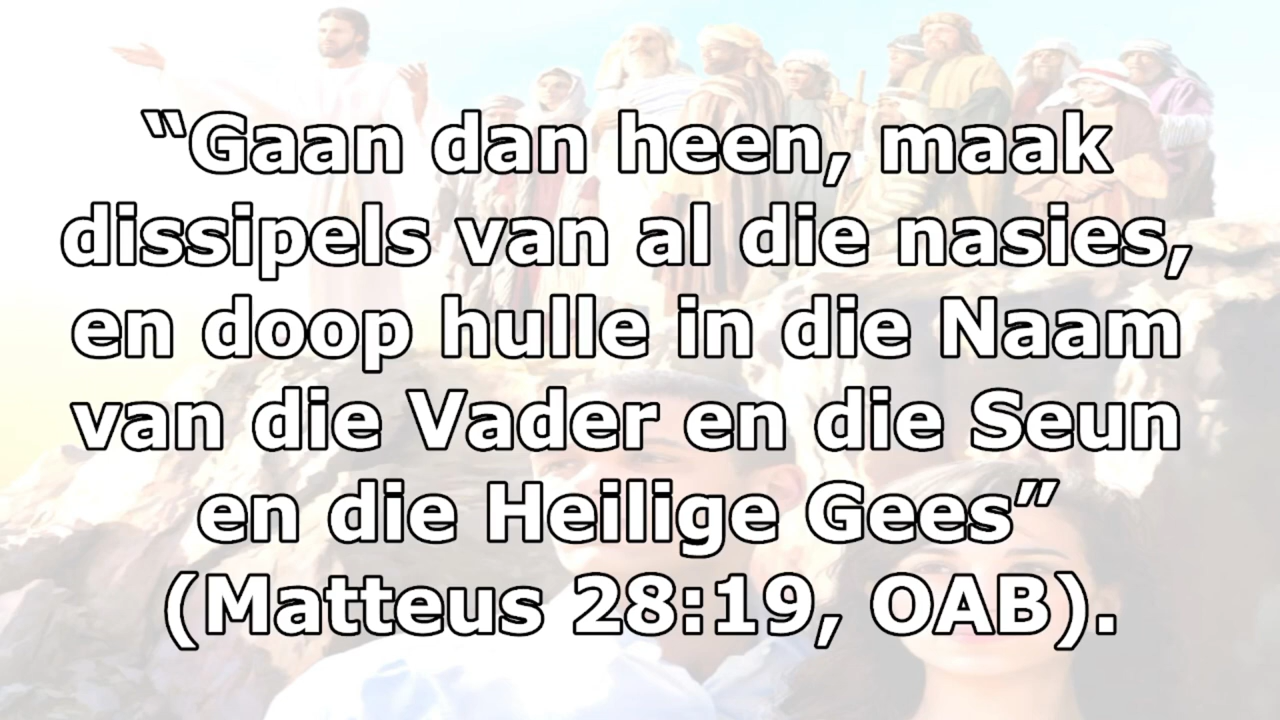 “Gaan dan heen, maak
dissipels van al die nasies,
en doop hulle in die Naam
van die Vader en die Seun
en die Heilige Gees”
(Matteus 28:19, OAB).